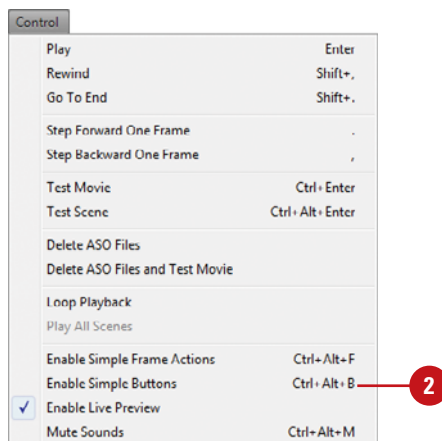 Control
Play Enter
Rewind Shift+,
Go To End Shift+.
Step Forward One Frame .
Step Backward One Frame ,
Test Movie Ctrl+Enter
Test Scene Ctrl+Alt+Enter
Delete ASO Files
Delete ASO Files and Test Movie
Loop Playback
Play All Scenes
Enable Simple Frame Actions Ctrl+Alt+F
Enable Simple Buttons Ctrl+Alt+B 2
Enable Live Preview
Mute Sounds Ctrl+Alt+M